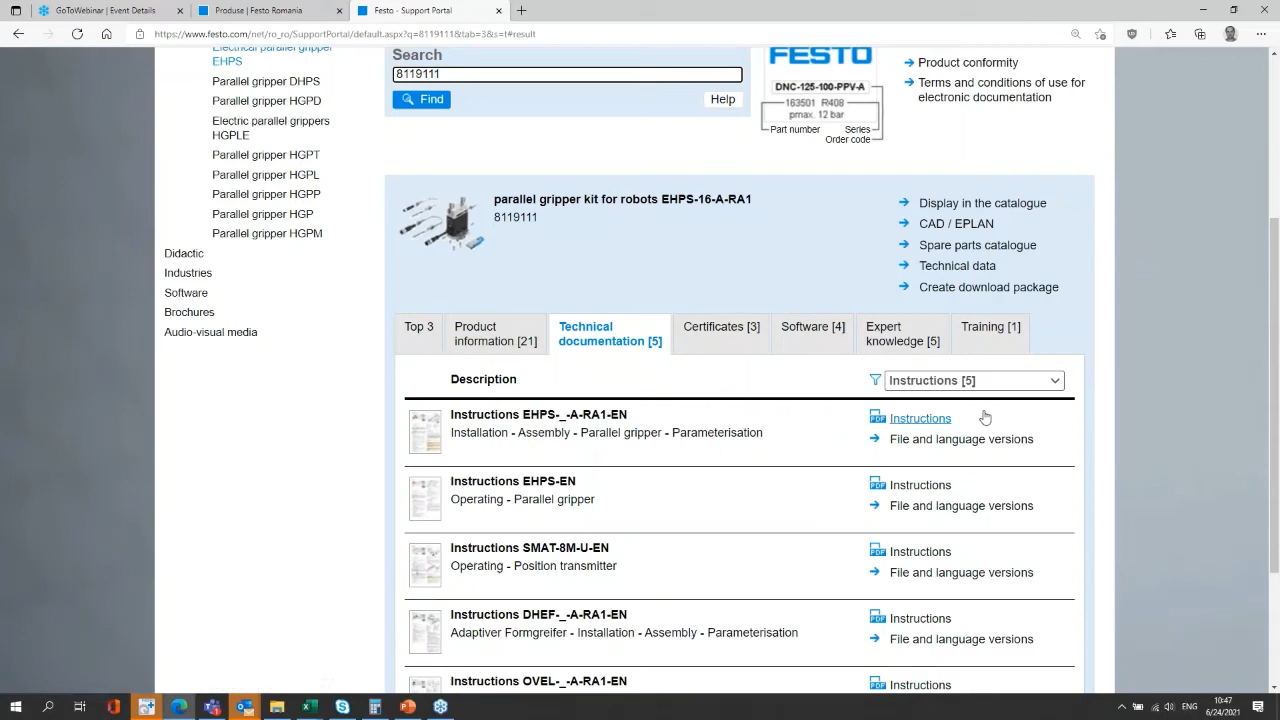 GoToWebinar | Event Details
Produse | Festo Romania
Festo - Support Portal
https://www.festo.com/net/ro_ro/SupportPortal/default.aspx?q=8119111&tab=3&s=t#result
Electrical parallel gripper
EHPS
Parallel gripper DHPS
Parallel gripper HGPD
Electric parallel grippers
HGPLE
Parallel gripper HGPT
Parallel gripper HGPL
Parallel gripper HGPP
Parallel gripper HGP
Parallel gripper HGPM
Didactic
Industries
Software
Brochures
Audio-visual media
Search
8119111
Find
Help
FESTO
DNC-125-100-PPV-A
163501 R408
pmax. 12 bar
Part number Series
Order code
Product conformity
Terms and conditions of use for
electronic documentation
parallel gripper kit for robots EHPS-16-A-RA1
8119111
Display in the catalogue
CAD / EPLAN
Spare parts catalogue
Technical data
Create download package
Top 3
Product
information [21]
Technical
documentation [5]
Certificates [3]
Software [4]
Expert
knowledge [5]
Training [1]
Description
Instructions [5]
Instructions EHPS-_-A-RA1-EN
Installation - Assembly - Parallel gripper - Parameterisation
PDF Instructions
File and language versions
Instructions EHPS-EN
Operating - Parallel gripper
PDF Instructions
File and language versions
Instructions SMAT-8M-U-EN
Operating - Position transmitter
PDF Instructions
File and language versions
Instructions DHEF-_-A-RA1-EN
Adaptiver Formgreifer - Installation - Assembly - Parameterisation
PDF Instructions
File and language versions
Instructions OVEL-_-A-RA1-EN
PDF Instructions
ENG
10:47
6/24/2021